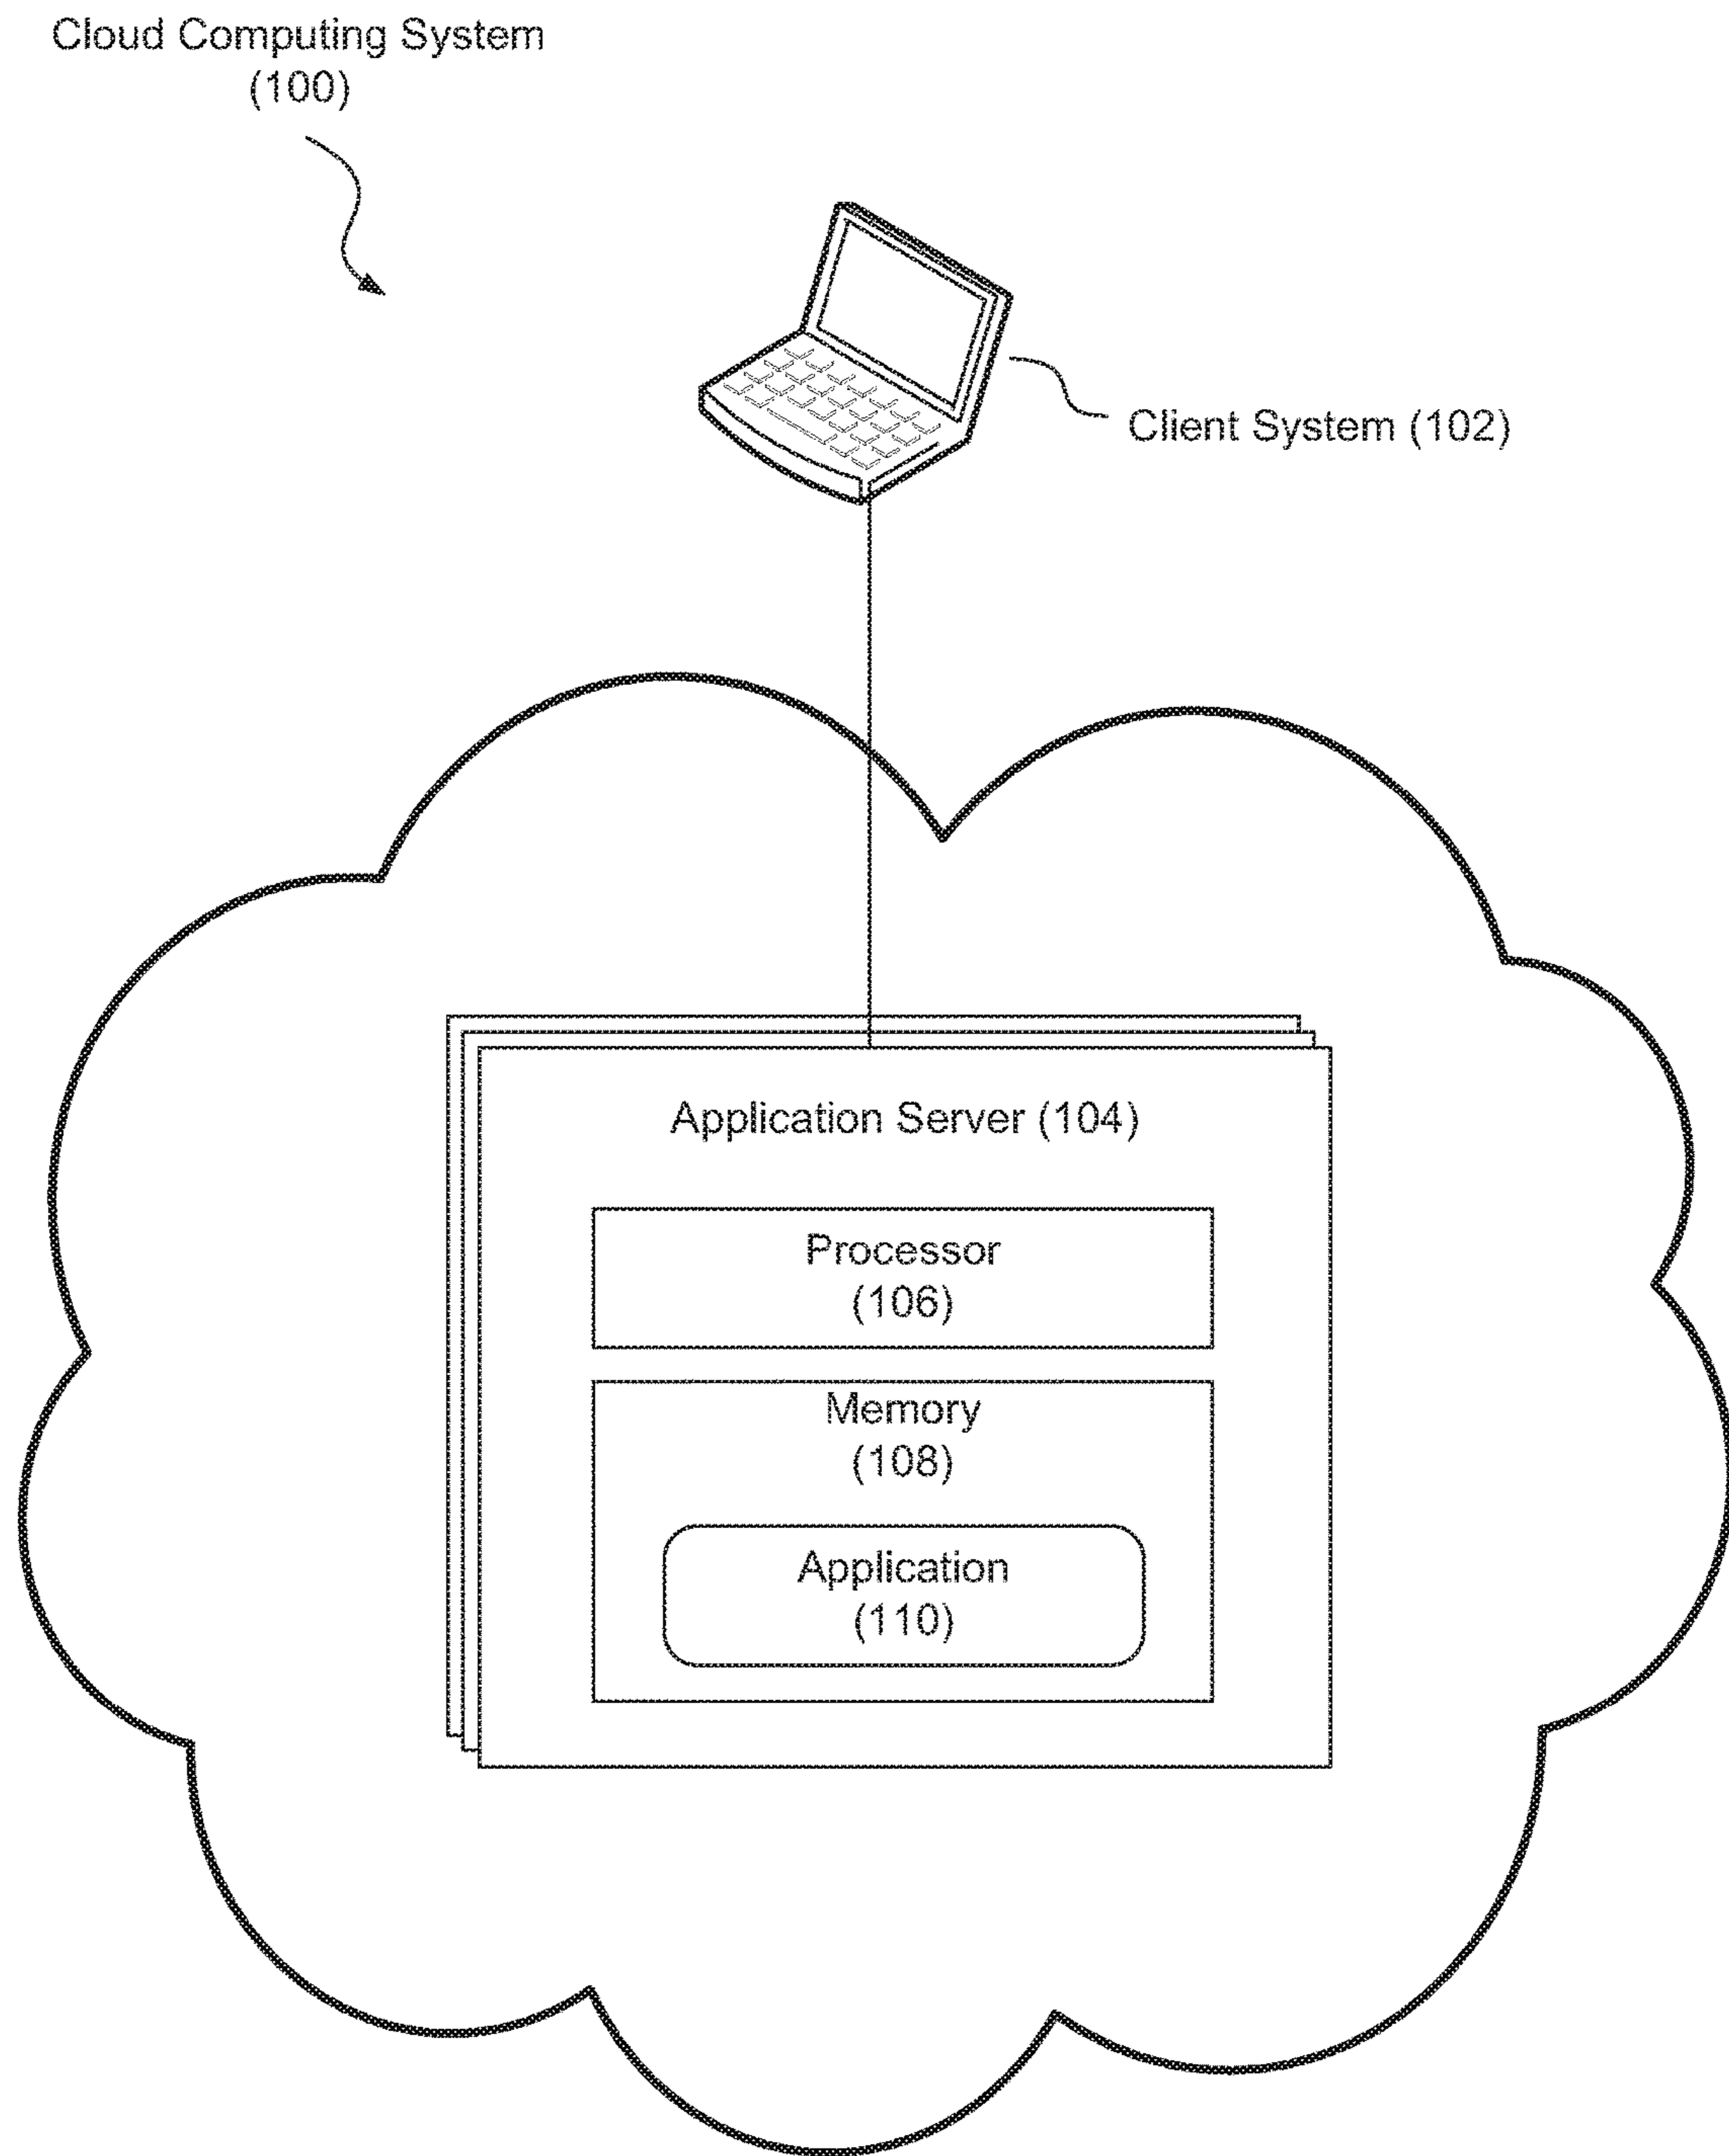 Cloud Computing System
(100)
Client System (102)
Application Server (104)
Processor
(106)
Memory
(108)
Application
(110)